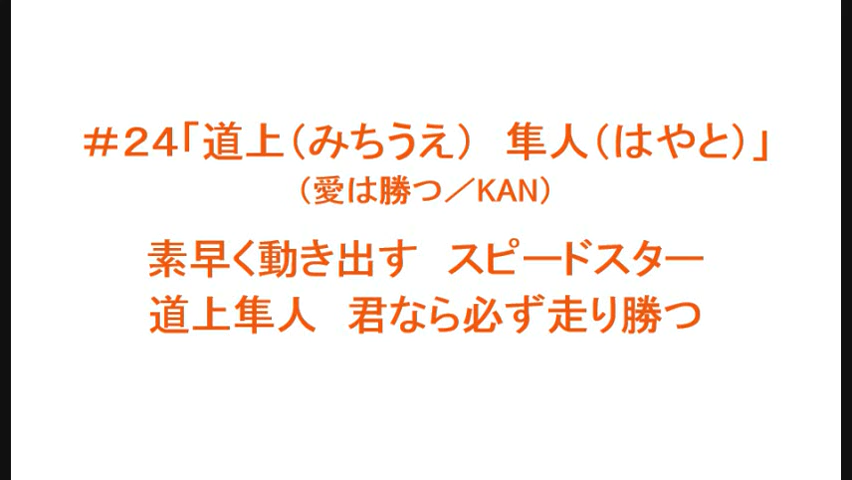 ＃２４「道上（みちうえ）　隼人（はやと）」
（愛は勝つ／KAN）
素早く動き出す　スピードスター
道上隼人　君なら必ず走り勝つ